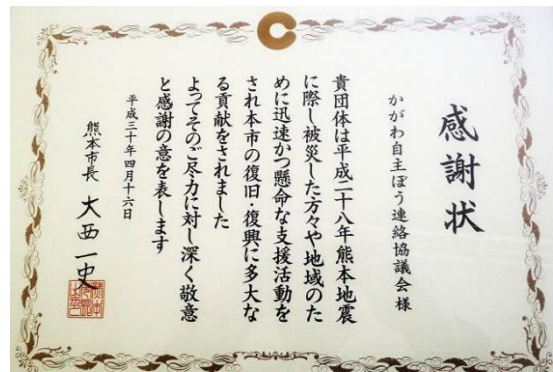 感謝状
かがわ自主ぼう連絡協議会様
貴団体は平成二十八年熊本地震
に際し被災した方々や地域のた
めに迅速かつ懸命な支援活動を
され本市の復旧・復興に多大な
る貢献をされました
よってそのご尽力に対し深く敬意
と感謝の意を表します
平成三十年四月十六日
熊本市長 大西一史